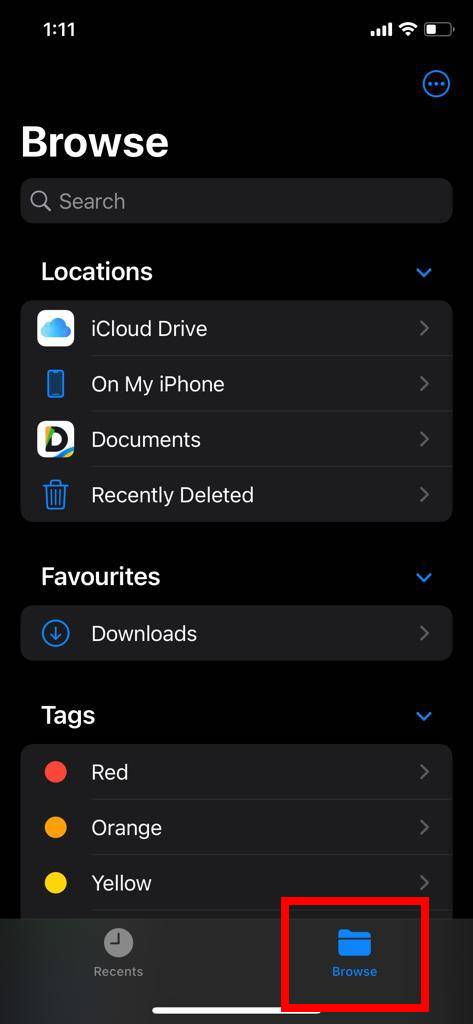 1:11
Browse
Search
Locations
iCloud Drive
On My iPhone
Documents
Recently Deleted
Favourites
Downloads
Tags
Red
Orange
Yellow
Recents
Browse